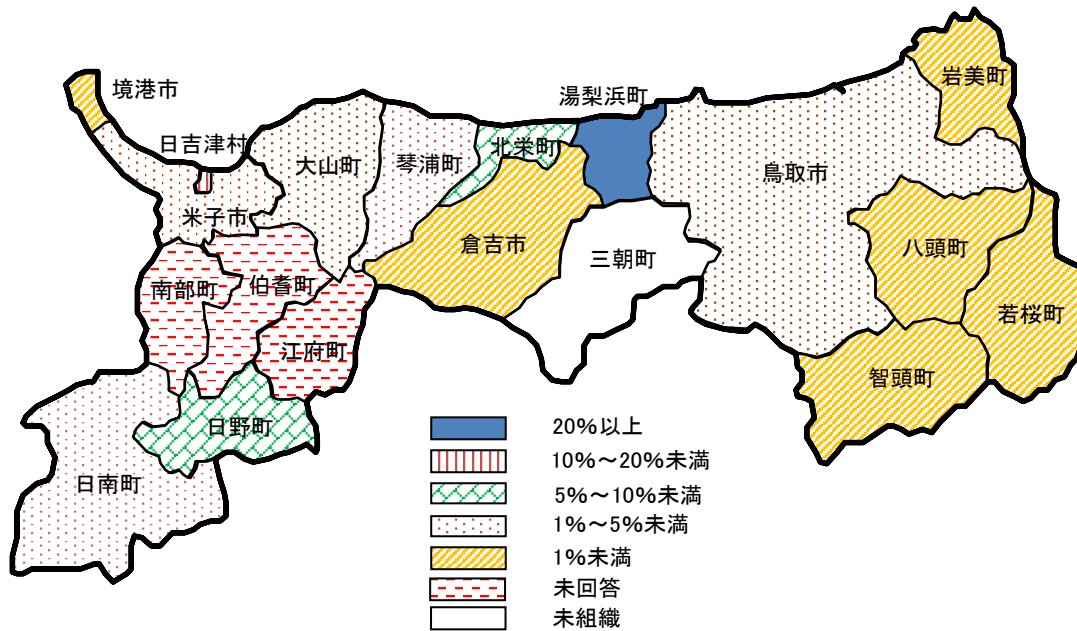 湯梨浜町
岩美町
境港市
日吉津村
大山町
琴浦町
北栄町
鳥取市
米子市
倉吉市
三朝町
八頭町
南部町
伯耆町
若桜町
江府町
智頭町
日野町
日南町
20%以上
10%～20%未満
5%～10%未満
1%～5%未満
1%未満
未回答
未組織